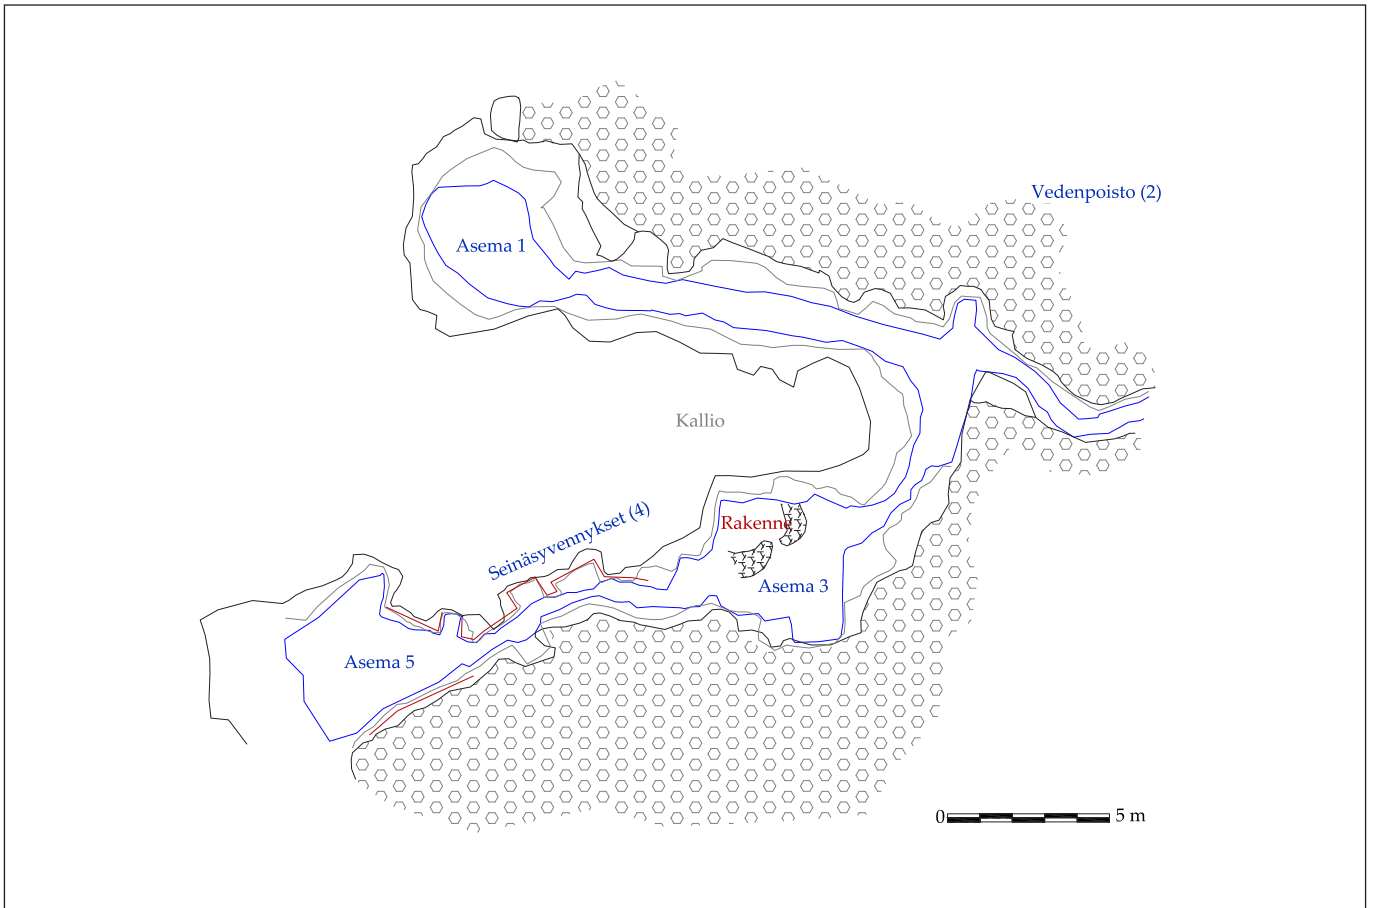 Vedenpoisto (2)
Asema 1
Kallio
Seinäsyvennykset (4)
Rakenne
Asema 3
Asema 5
0 5 m